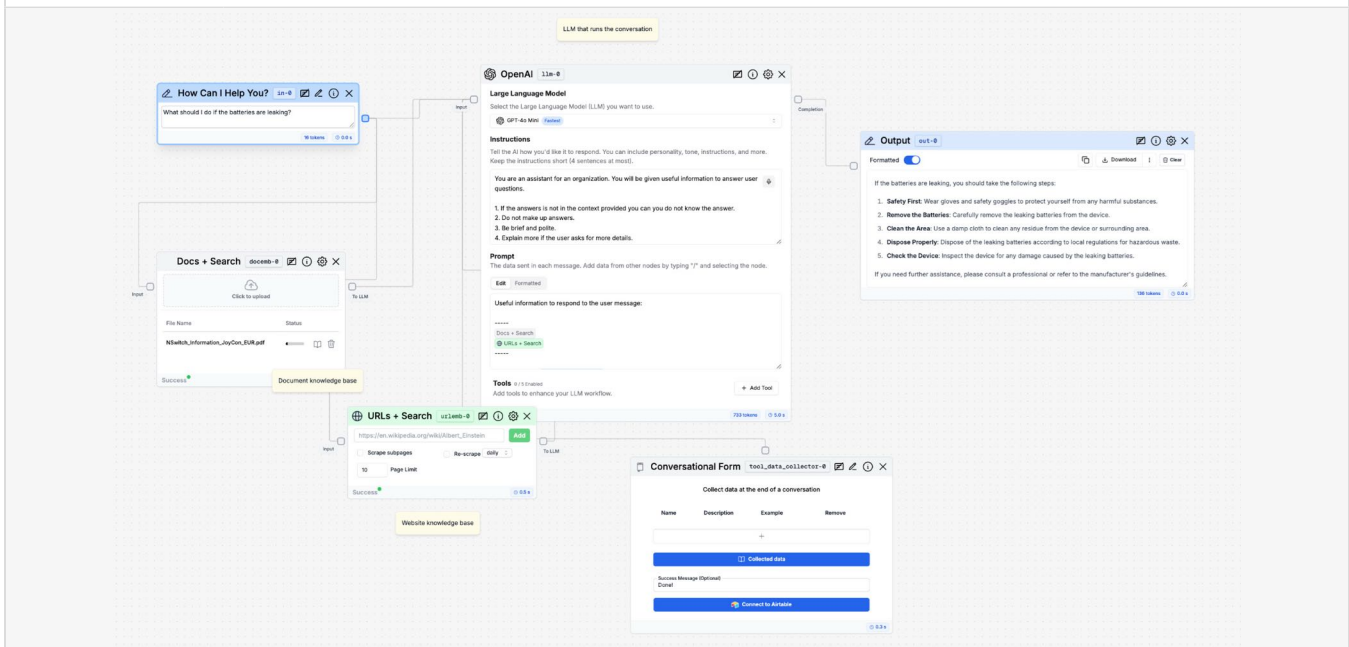 LLM that runs the conversation
How Can I Help You? in-0
What should I do if the batteries are leaking?
16 tokens 0.0 s
OpenAI llm-0
Input
Completion
Large Language Model
Select the Large Language Model (LLM) you want to use.
GPT-4o Mini Fastest
Instructions
Tell the AI how you'd like it to respond. You can include personality, tone, instructions, and more.
Keep the instructions short (4 sentences at most).
You are an assistant for an organization. You will be given useful information to answer user
questions.
1. If the answers is not in the context provided you can you do not know the answer.
2. Do not make up answers.
3. Be brief and polite.
4. Explain more if the user asks for more details.
Prompt
The data sent in each message. Add data from other nodes by typing "/" and selecting the node.
Edit Formatted
Useful information to respond to the user message:
-----
Docs + Search
URLs + Search
-----
Tools 0 / 5 Enabled
Add tools to enhance your LLM workflow.
+ Add Tool
733 tokens 5.0 s
Output out-0
Formatted
Download
Clear
If the batteries are leaking, you should take the following steps:
1. Safety First: Wear gloves and safety goggles to protect yourself from any harmful substances.
2. Remove the Batteries: Carefully remove the leaking batteries from the device.
3. Clean the Area: Use a damp cloth to clean any residue from the device or surrounding area.
4. Dispose Properly: Dispose of the leaking batteries according to local regulations for hazardous waste.
5. Check the Device: Inspect the device for any damage caused by the leaking batteries.
If you need further assistance, please consult a professional or refer to the manufacturer's guidelines.
0.0 s
Docs + Search docemb-0
Input
To LLM
Click to upload
File Name Status
NSwitch_Information_JoyCon_EUR.pdf
Success
Document knowledge base
URLs + Search urlemb-0
Input
To LLM
https://en.wikipedia.org/wiki/Albert_Einstein
Add
Scrape subpages Re-scrape daily
10 Page Limit
Success
0.0 s
Website knowledge base
Conversational Form tool_data_collector-0
Collect data at the end of a conversation
Name Description Example Remove
+
Collected data
Success Message (Optional)
Done!
Connect to Airtable
0.3 s